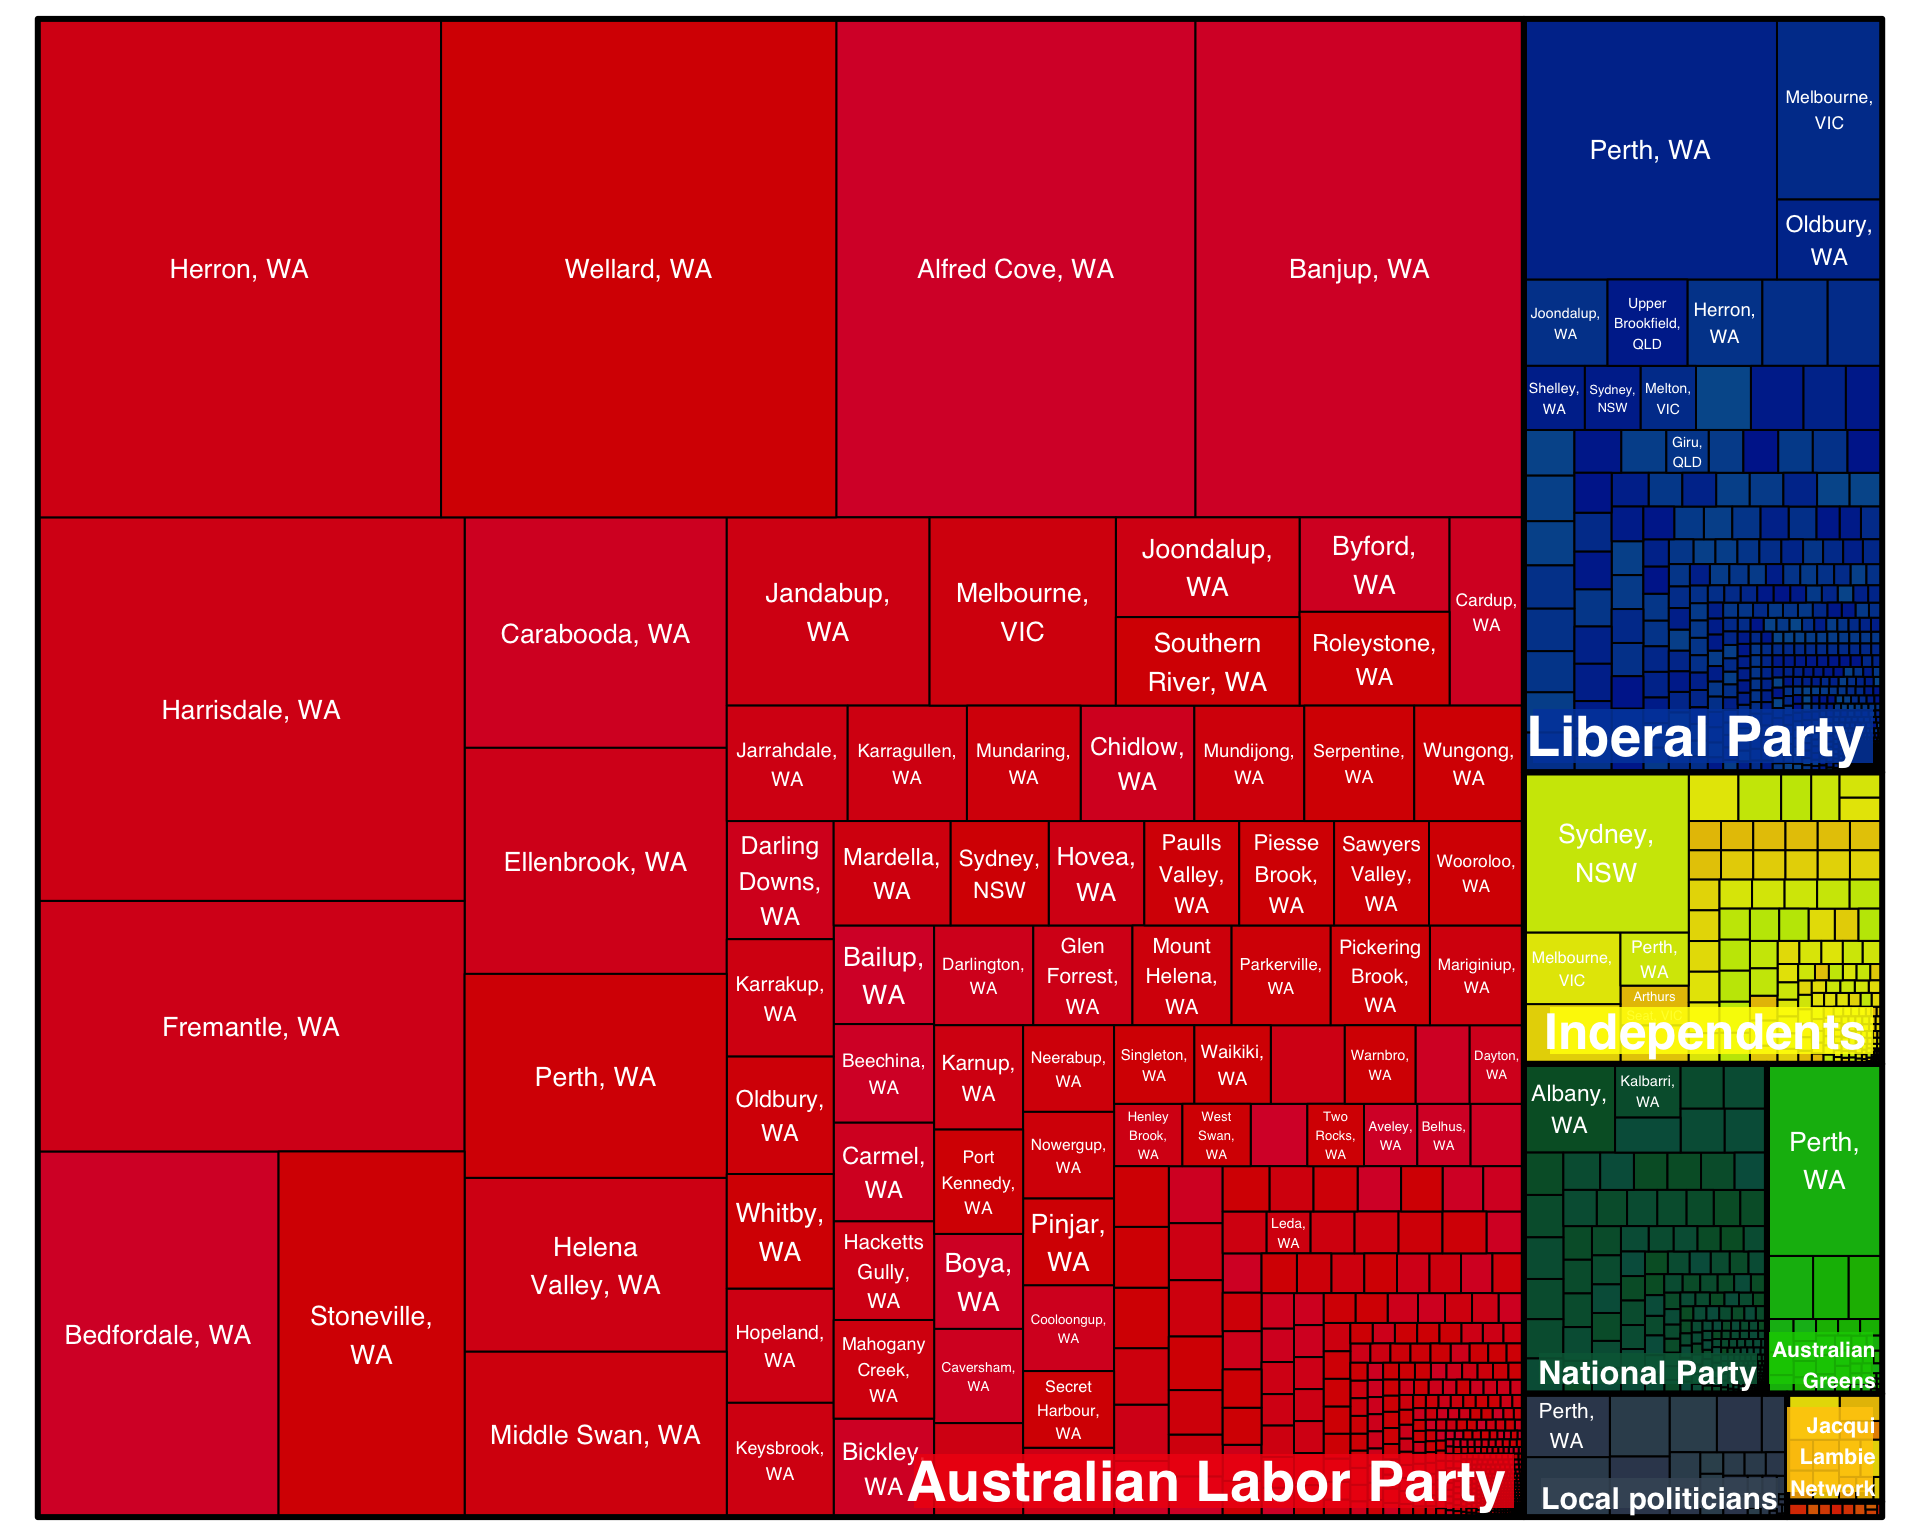 Herron, WA
Wellard, WA
Alfred Cove, WA
Banjup, WA
Harrisdale, WA
Fremantle, WA
Bedfordale, WA
Stoneville,
WA
Carabooda, WA
Ellenbrook, WA
Perth, WA
Helena
Valley, WA
Middle Swan, WA
Jandabup,
WA
Melbourne,
VIC
Joondalup,
WA
Southern
River, WA
Byford,
WA
Roleystone,
WA
Cardup,
WA
Jarrahdale,
WA
Karragullen,
WA
Mundaring,
WA
Chidlow,
WA
Mundijong,
WA
Serpentine,
WA
Wungong,
WA
Darling
Downs,
WA
Karrakup,
WA
Oldbury,
WA
Whitby,
WA
Hopeland,
WA
Keysbrook,
WA
Mardella,
WA
Sydney,
NSW
Hovea,
WA
Paulls
Valley,
WA
Piesse
Brook,
WA
Sawyers
Valley,
WA
Wooroloo,
WA
Bailup,
WA
Beechina,
WA
Carmel,
WA
Hacketts
Gully,
WA
Mahogany
Creek,
WA
Bickley,
WA
Darlington,
WA
Glen
Forrest,
WA
Mount
Helena,
WA
Parkerville,
WA
Pickering
Brook,
WA
Mariginiup,
WA
Karnup,
WA
Port
Kennedy,
WA
Boya,
WA
Caversham,
WA
Neerabup,
WA
Nowergup,
WA
Pinjar,
WA
Cooloongup,
WA
Secret
Harbour,
WA
Singleton,
WA
Waikiki,
WA
Warnbro,
WA
Dayton,
WA
Henley
Brook,
WA
West
Swan,
WA
Two
Rocks,
WA
Aveley,
WA
Belhus,
WA
Leda,
WA
Australian Labor Party
Perth, WA
Melbourne,
VIC
Oldbury,
WA
Joondalup,
WA
Upper
Brookfield,
QLD
Herron,
WA
Shelley,
WA
Sydney,
NSW
Melton,
VIC
Giru,
QLD
Liberal Party
Sydney,
NSW
Melbourne,
VIC
Perth,
WA
Arthurs
Seat, VIC
Independents
Albany,
WA
Kalbarri,
WA
National Party
Perth,
WA
Australian
Greens
Perth,
WA
Local politicians
Jacqui
Lambie
Network